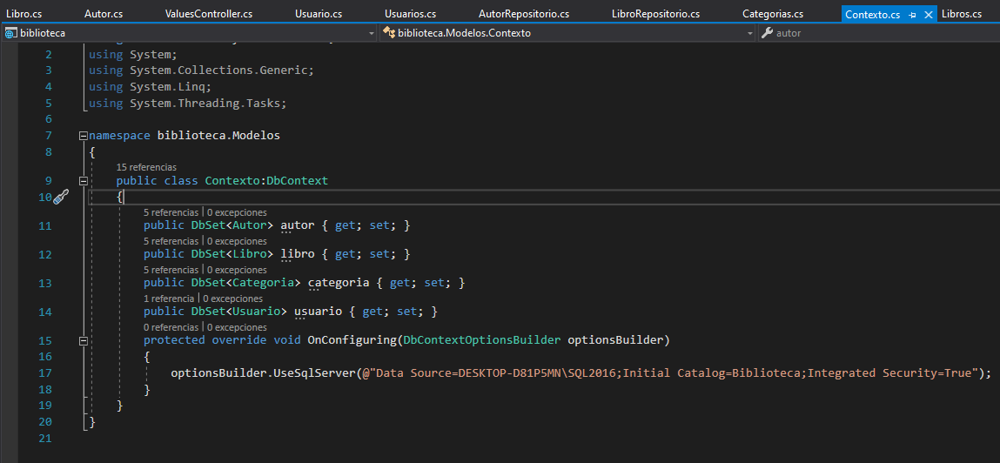 Libro.cs Autor.cs ValuesController.cs Usuario.cs Usuarios.cs AutorRepositorio.cs LibroRepositorio.cs Categorias.cs Contexto.cs Libros.cs
biblioteca biblioteca.Modelos.Contexto autor
2 using System;
3 using System.Collections.Generic;
4 using System.Linq;
5 using System.Threading.Tasks;
6
7 namespace biblioteca.Modelos
8 {
15 referencias
9 public class Contexto:DbContext
10 {
5 referencias | 0 excepciones
11 public DbSet<Autor> autor { get; set; }
5 referencias | 0 excepciones
12 public DbSet<Libro> libro { get; set; }
5 referencias | 0 excepciones
13 public DbSet<Categoria> categoria { get; set; }
1 referencia | 0 excepciones
14 public DbSet<Usuario> usuario { get; set; }
0 referencias | 0 excepciones
15 protected override void OnConfiguring(DbContextOptionsBuilder optionsBuilder)
16 {
17 optionsBuilder.UseSqlServer(@"Data Source=DESKTOP-D81P5MN\SQL2016;Initial Catalog=Biblioteca;Integrated Security=True");
18 }
19 }
20 }
21